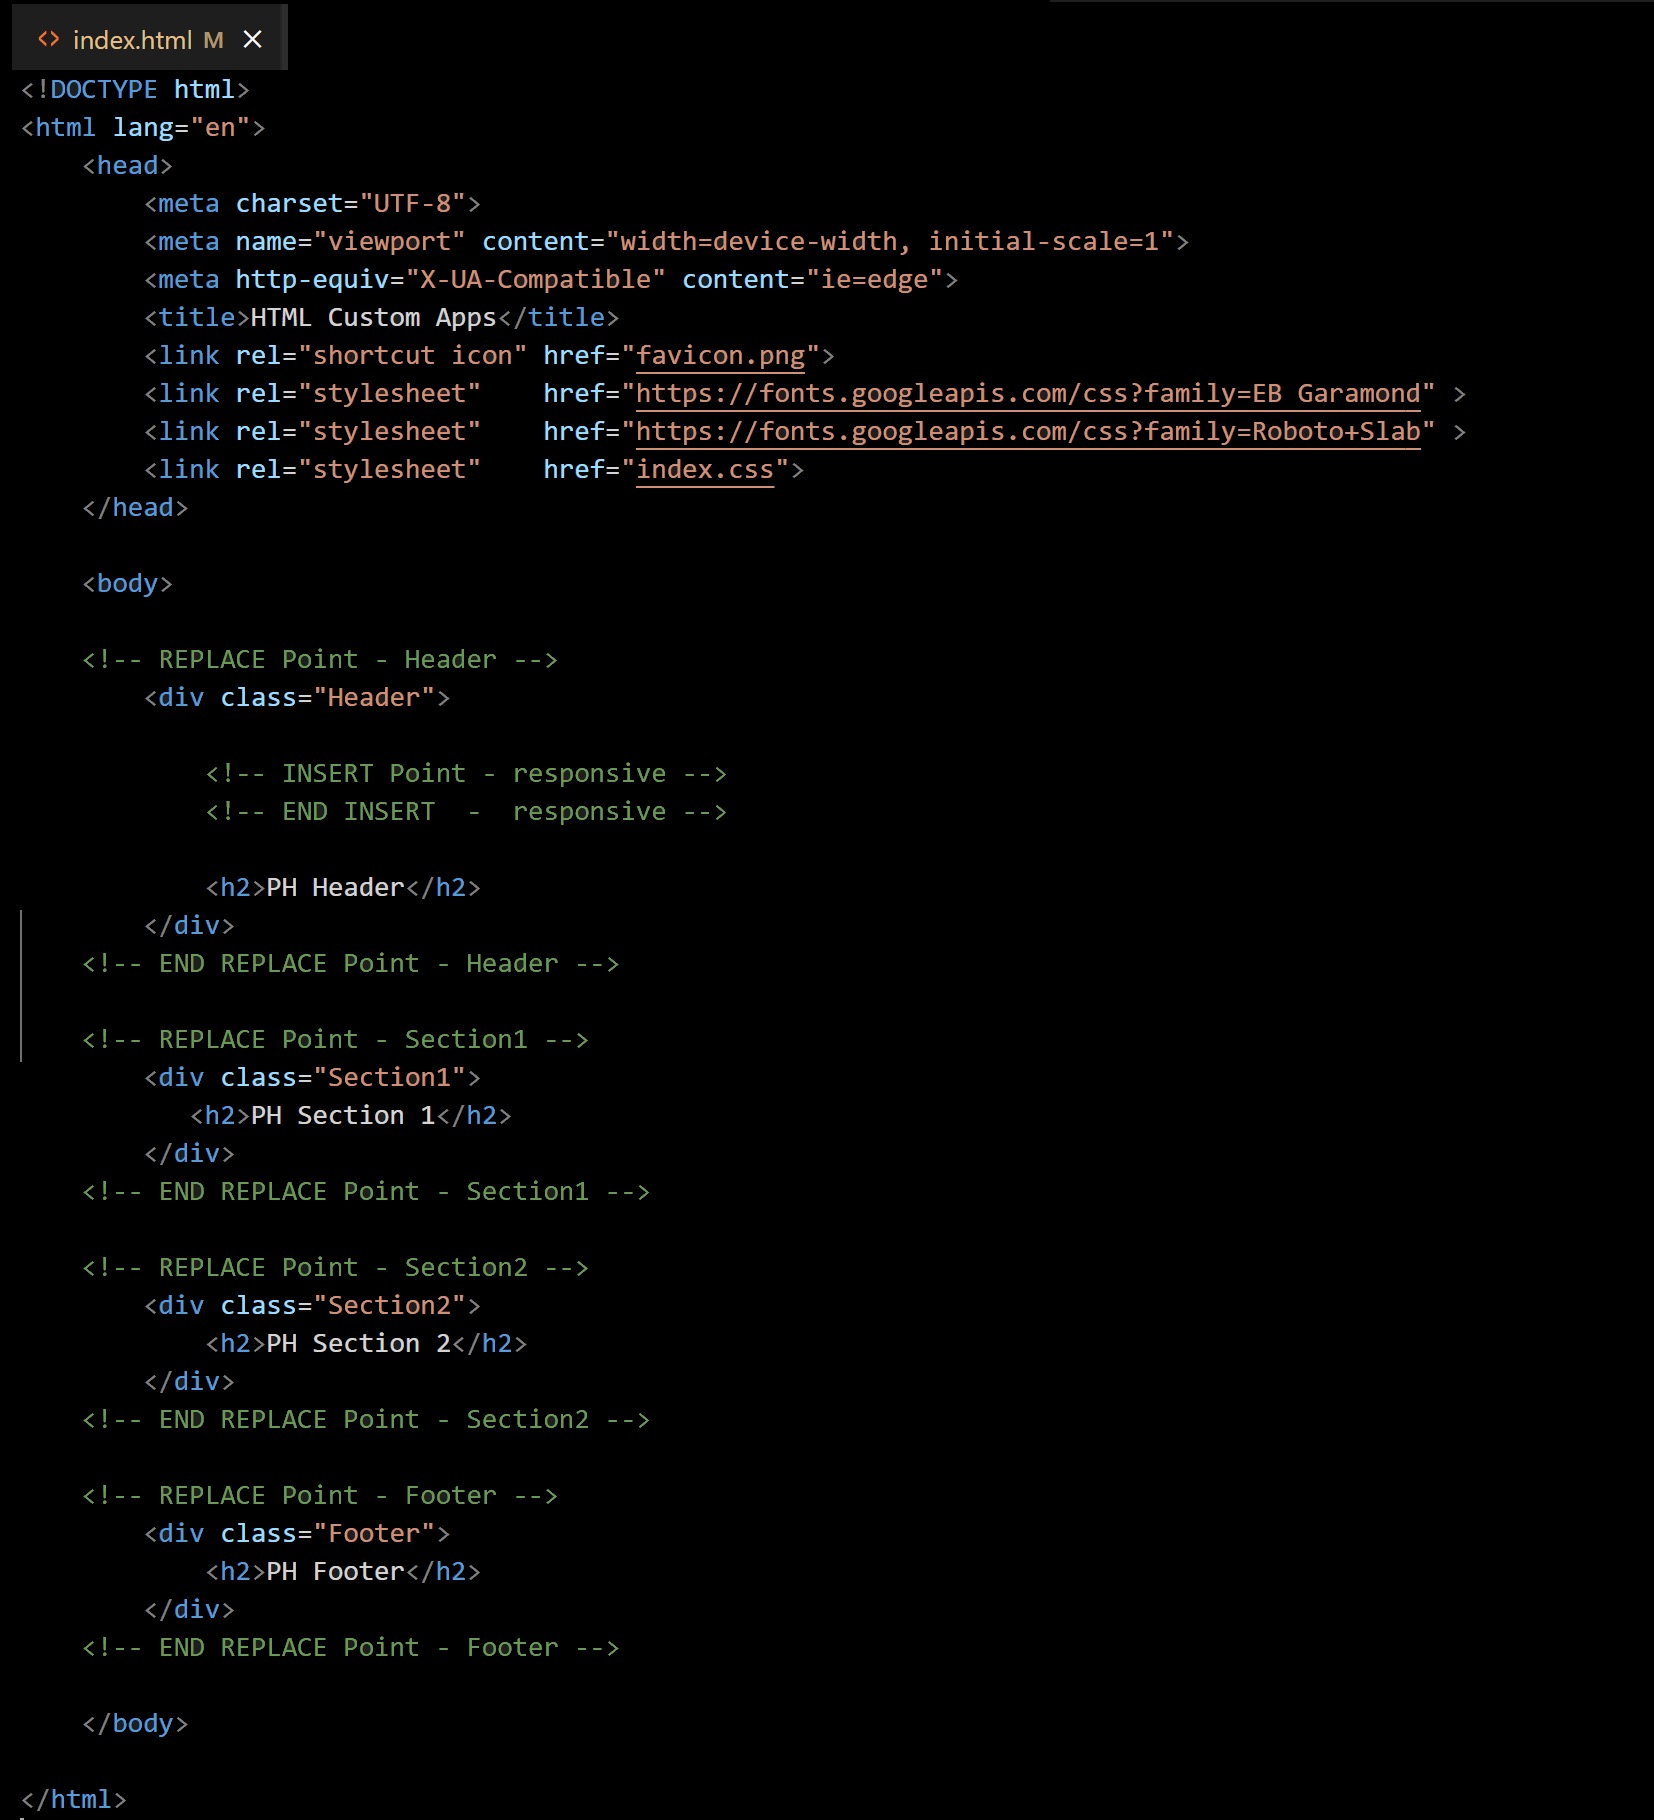 index.html M
<!DOCTYPE html>
<html lang="en">
    <head>
        <meta charset="UTF-8">
        <meta name="viewport" content="width=device-width, initial-scale=1">
        <meta http-equiv="X-UA-Compatible" content="ie=edge">
        <title>HTML Custom Apps</title>
        <link rel="shortcut icon" href="favicon.png">
        <link rel="stylesheet"    href="https://fonts.googleapis.com/css?family=EB Garamond" >
        <link rel="stylesheet"    href="https://fonts.googleapis.com/css?family=Roboto+Slab" >
        <link rel="stylesheet"    href="index.css">
    </head>

    <body>

    <!-- REPLACE Point - Header -->
        <div class="Header">

            <!-- INSERT Point - responsive -->
            <!-- END INSERT  -  responsive -->

            <h2>PH Header</h2>
        </div>
    <!-- END REPLACE Point - Header -->

    <!-- REPLACE Point - Section1 -->
        <div class="Section1">
           <h2>PH Section 1</h2>
        </div>
    <!-- END REPLACE Point - Section1 -->

    <!-- REPLACE Point - Section2 -->
        <div class="Section2">
            <h2>PH Section 2</h2>
        </div>
    <!-- END REPLACE Point - Section2 -->

    <!-- REPLACE Point - Footer -->
        <div class="Footer">
            <h2>PH Footer</h2>
        </div>
    <!-- END REPLACE Point - Footer -->

    </body>

</html>